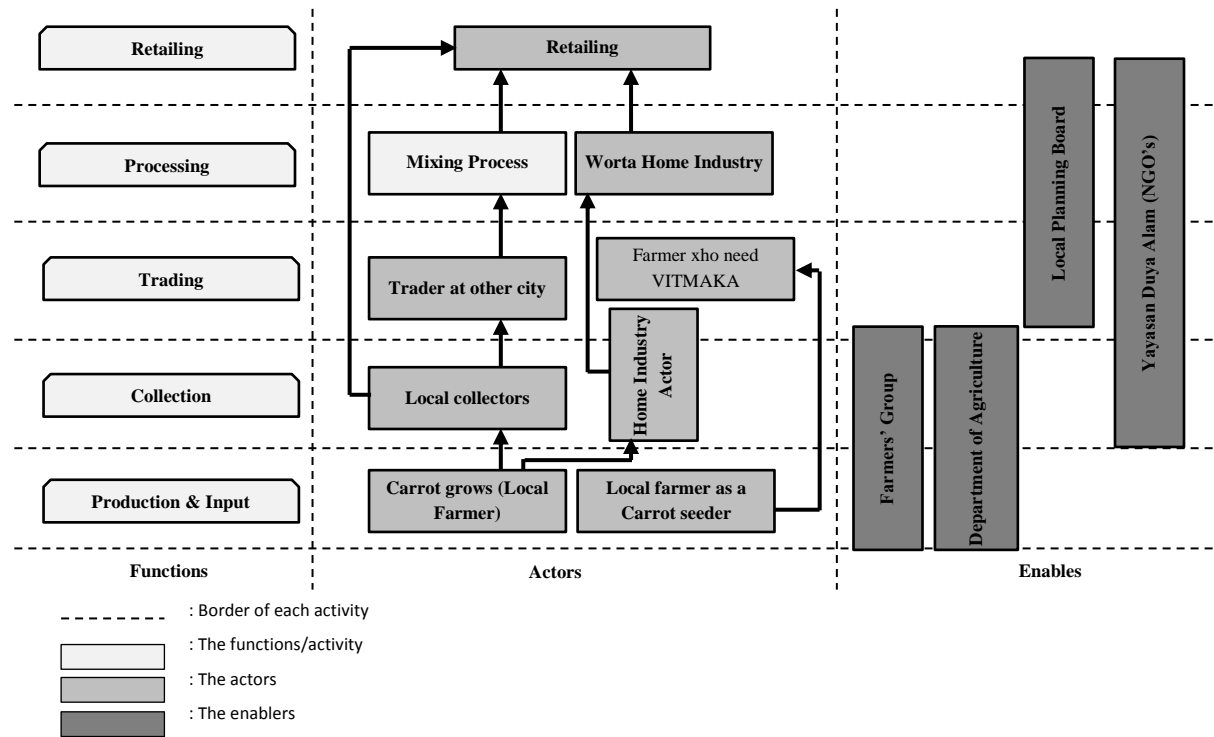 Retailing
Retailing
Processing
Mixing Process
Worta Home Industry
Trading
Trader at other city
Farmer xho need
VITMAKA
Collection
Local collectors
Home Industry
Actor
Production & Input
Carrot grows (Local
Farmer)
Local farmer as a
Carrot seeder
Farmers’ Group
Department of Agriculture
Local Planning Board
Yayasan Duya Alam (NGO’s)
Functions
Actors
Enables
: Border of each activity
: The functions/activity
: The actors
: The enablers